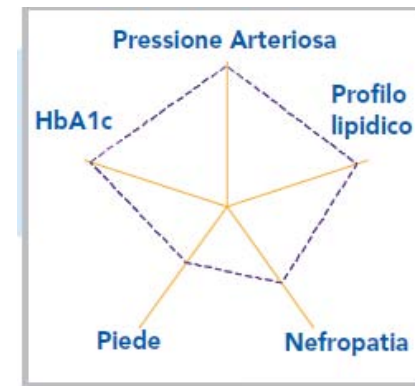 Pressione Arteriosa
HbA1c
Profilo
lipidico
Piede
Nefropatia